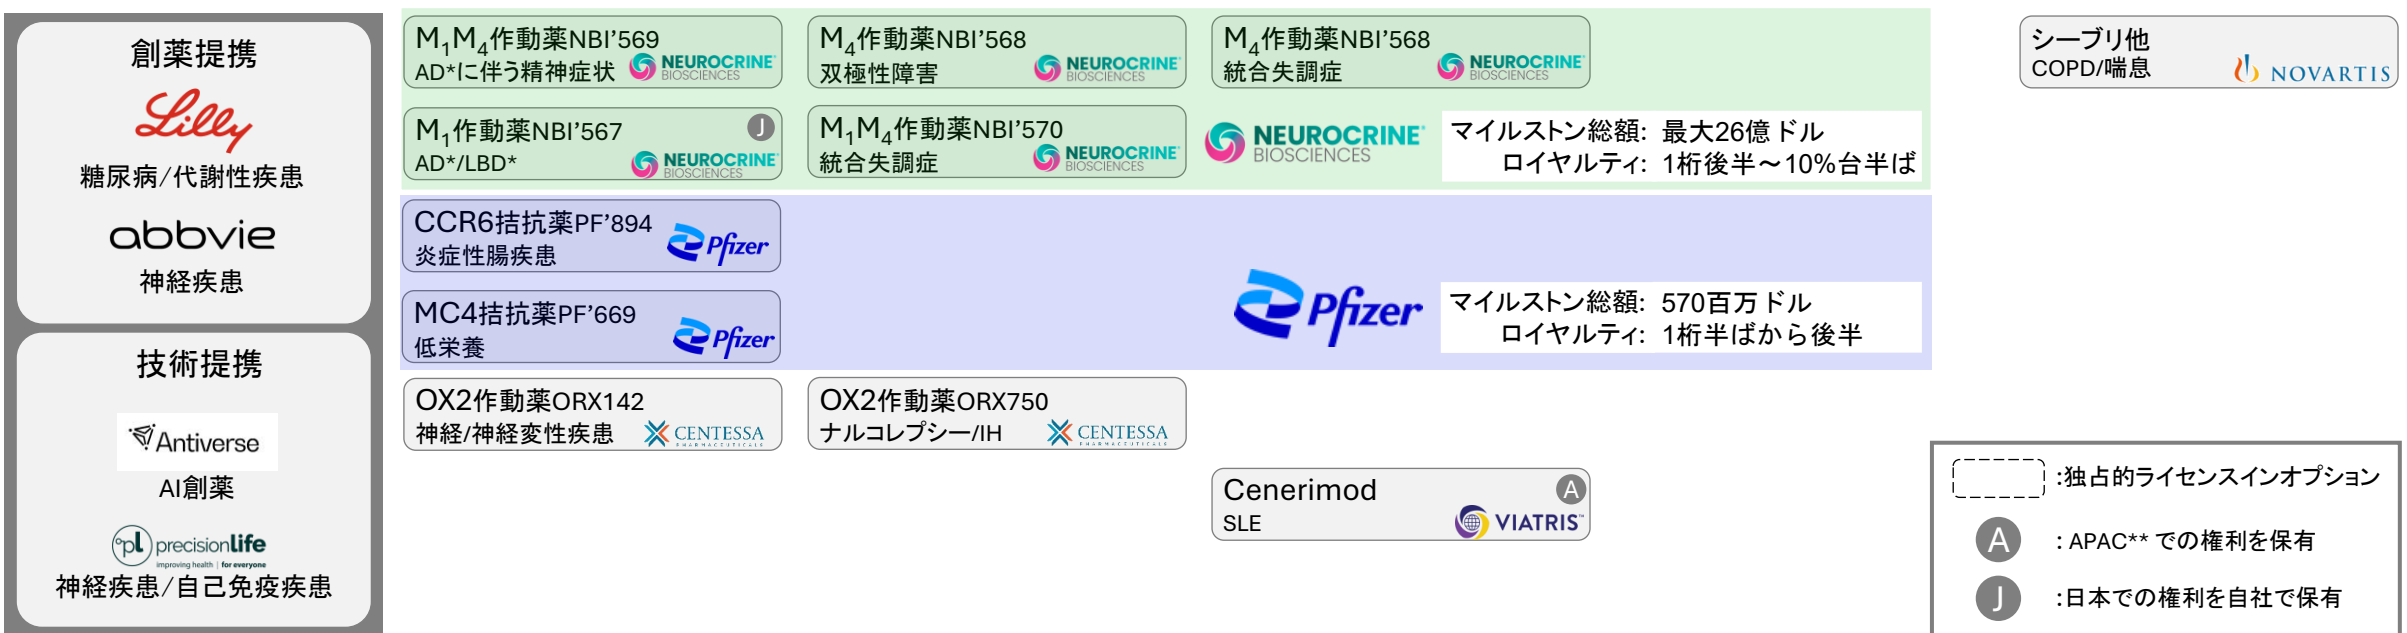 創薬提携
Lilly
糖尿病/代謝性疾患
abbvie
神経疾患
技術提携
Antiverse
AI創薬
°pL precisionlife
improving health | for everyone
神経疾患/自己免疫疾患
M1M4作動薬NBI’569
AD*に伴う精神症状
NEUROCRINE
BIOSCIENCES
M4作動薬NBI’568
双極性障害
NEUROCRINE
BIOSCIENCES
M4作動薬NBI’568
統合失調症
NEUROCRINE
BIOSCIENCES
シーブリ他
COPD/喘息
NOVARTIS
M1作動薬NBI’567
J
AD*/LBD*
NEUROCRINE
BIOSCIENCES
M1M4作動薬NBI’570
統合失調症
NEUROCRINE
BIOSCIENCES
NEUROCRINE
BIOSCIENCES
マイルストン総額: 最大26億ドル
ロイヤルティ: 1桁後半~10%台半ば
CCR6拮抗薬PF’894
炎症性腸疾患
Pfizer
MC4拮抗薬PF’669
低栄養
Pfizer
Pfizer
マイルストン総額: 570百万ドル
ロイヤルティ: 1桁半ばから後半
OX2作動薬ORX142
神経/神経変性疾患
CENTESSA
PHARMACEUTICALS
OX2作動薬ORX750
ナルコレプシー/IH
CENTESSA
PHARMACEUTICALS
Cenerimod
A
SLE
VIATRIS™
:独占的ライセンスインオプション
A : APAC** での権利を保有
J :日本での権利を自社で保有